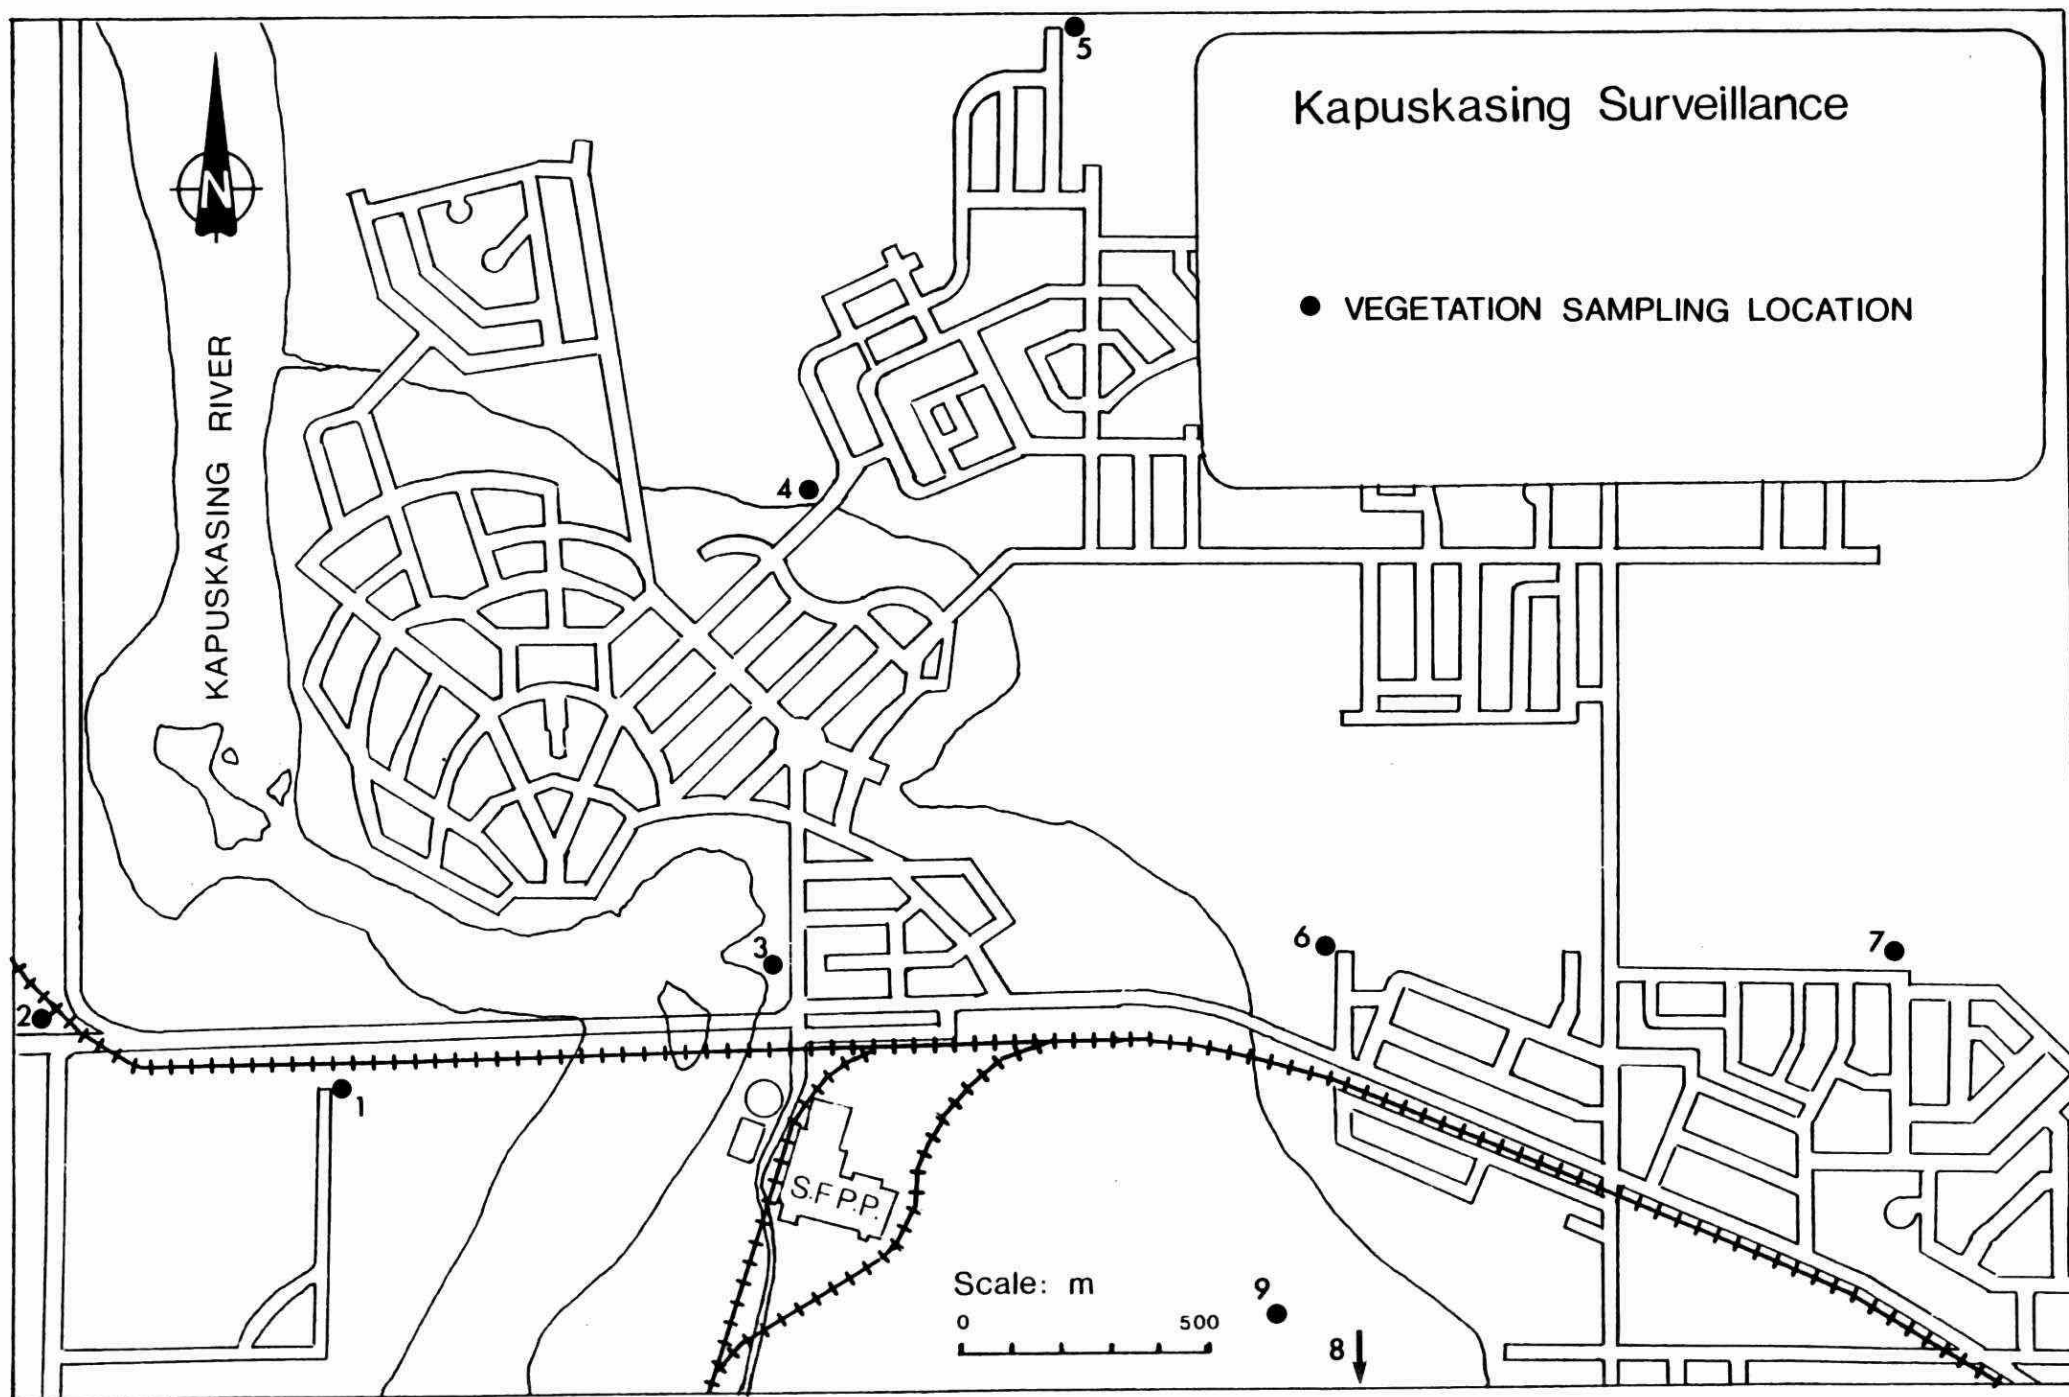 5
Kapuskasing Surveillance
N
VEGETATION SAMPLING LOCATION
KAPUSKASING RIVER
4
3
6
7
2
1
S.F.P.P.
Scale: m
0 500
9
8